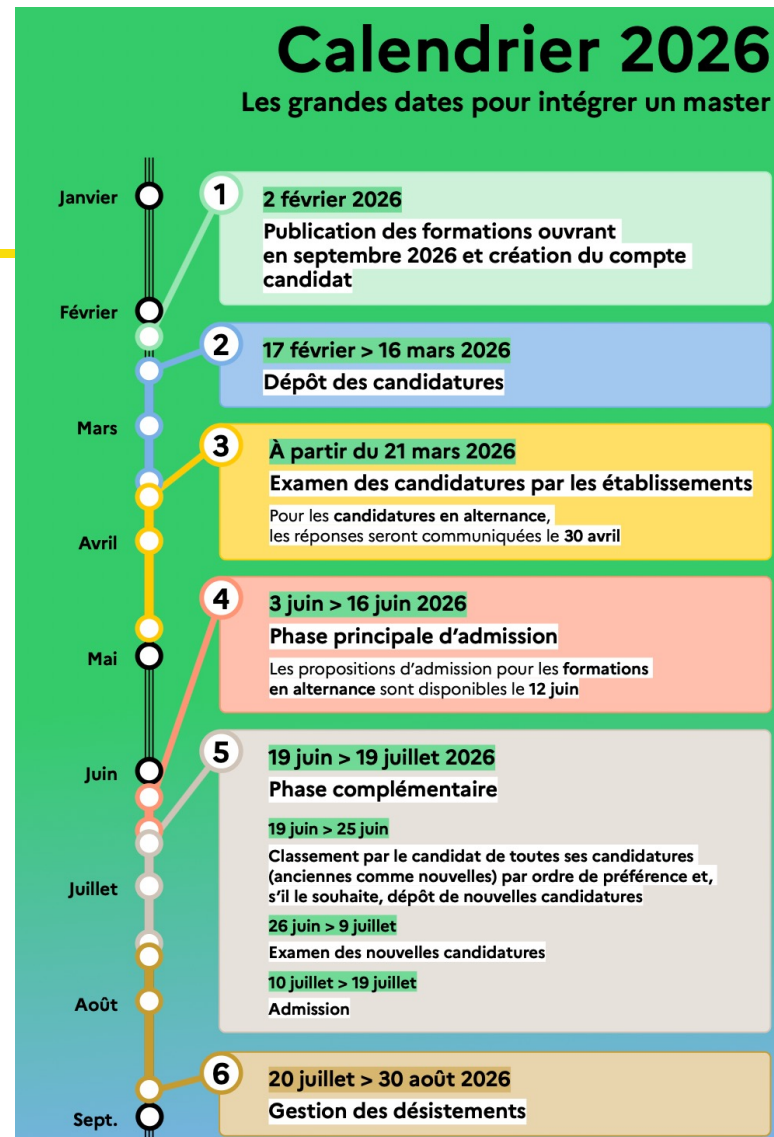 Calendrier 2026
Les grandes dates pour intégrer un master
Janvier
Février
Mars
Avril
Mai
Juin
Juillet
Août
Sept.
1
2 février 2026
Publication des formations ouvrant
en septembre 2026 et création du compte
candidat
2
17 février > 16 mars 2026
Dépôt des candidatures
3
À partir du 21 mars 2026
Examen des candidatures par les établissements
Pour les candidatures en alternance,
les réponses seront communiquées le 30 avril
4
3 juin > 16 juin 2026
Phase principale d'admission
Les propositions d'admission pour les formations
en alternance sont disponibles le 12 juin
5
19 juin > 19 juillet 2026
Phase complémentaire
19 juin > 25 juin
Classement par le candidat de toutes ses candidatures
(anciennes comme nouvelles) par ordre de préférence et,
s'il le souhaite, dépôt de nouvelles candidatures
26 juin > 9 juillet
Examen des nouvelles candidatures
10 juillet > 19 juillet
Admission
6
20 juillet > 30 août 2026
Gestion des désistements